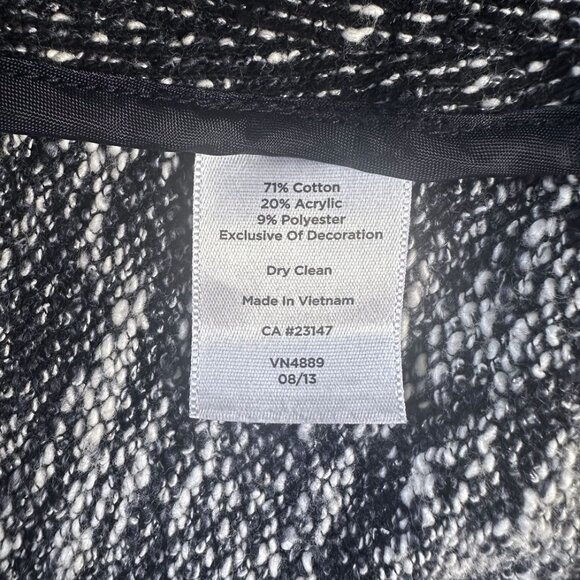 71% Cotton
20% Acrylic
9% Polyester
Exclusive Of Decoration
Dry Clean
Made in Vietnam
CA #23147
VN4889
08/13